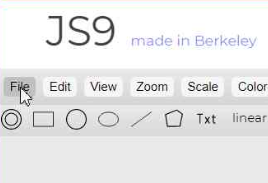 JS9 made in Berkeley
File Edit View Zoom Scale Color
Txt linear